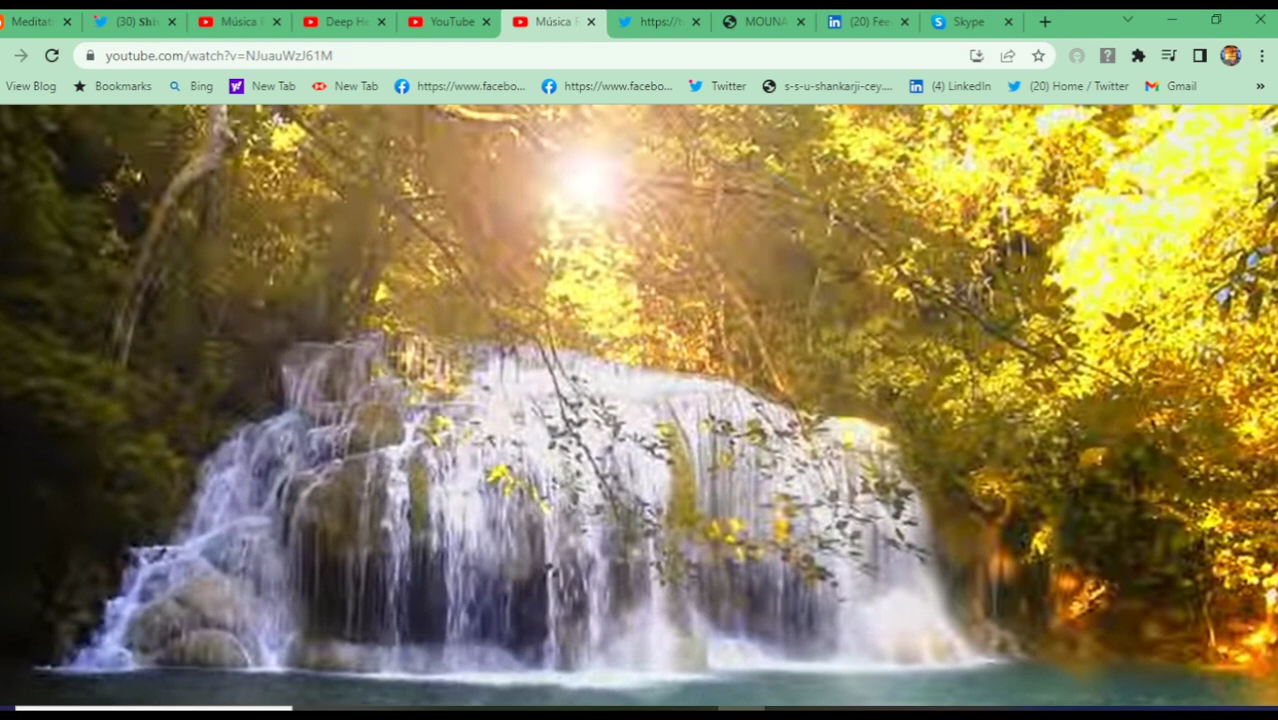 Meditati (30) 𝐒𝐡𝐢 Música R Deep He YouTube Música R https://t MOUNA (20) Fee Skype
youtube.com/watch?v=NJuauWzJ61M
View Blog Bookmarks Bing New Tab New Tab https://www.facebo... https://www.facebo... Twitter s-s-u-shankarji-cey.... (4) LinkedIn (20) Home / Twitter Gmail »